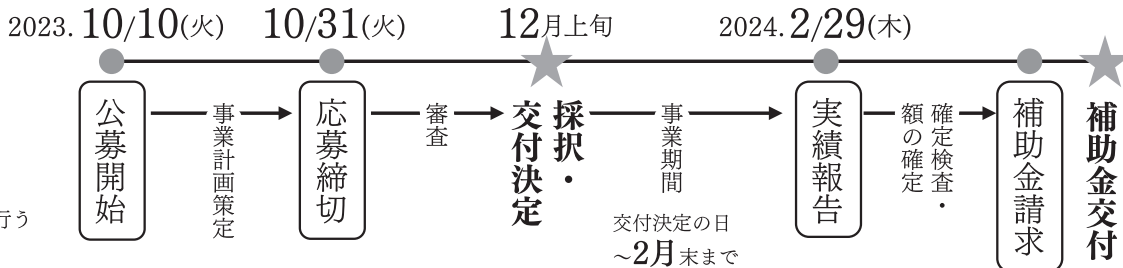 2023. 10/10(火)
10/31(火)
12月上旬
2024. 2/29(木)
公募開始
事業計画策定
応募締切
審査
採択・
交付決定
事業期間
交付決定の日
～2月末まで
実績報告
確定検査・
額の確定
補助金請求
補助金交付
行う